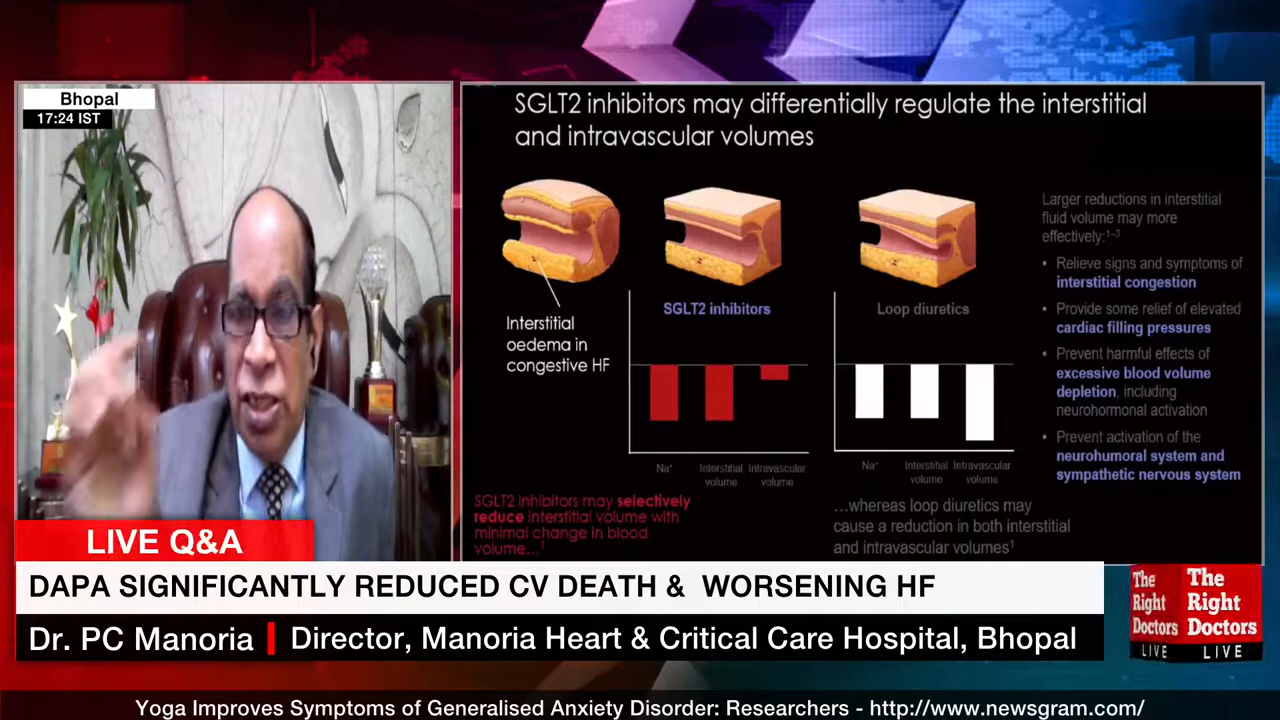 Bhopal
17:24 IST
SGLT2 inhibitors may differentially regulate the interstitial
and intravascular volumes
Interstitial
oedema in
congestive HF
SGLT2 inhibitors
Na⁺
Interstitial
volume
Intravascular
volume
SGLT2 inhibitors may selectively
reduce interstitial volume with
minimal change in blood
volume...¹
Loop diuretics
Na⁺
Interstitial
volume
Intravascular
volume
...whereas loop diuretics may
cause a reduction in both interstitial
and intravascular volumes¹
Larger reductions in interstitial
fluid volume may more
effectively:¹⁻³
• Relieve signs and symptoms of
interstitial congestion
• Provide some relief of elevated
cardiac filling pressures
• Prevent harmful effects of
excessive blood volume
depletion, including
neurohormonal activation
• Prevent activation of the
neurohumoral system and
sympathetic nervous system
LIVE Q&A
DAPA SIGNIFICANTLY REDUCED CV DEATH & WORSENING HF
Dr. PC Manoria | Director, Manoria Heart & Critical Care Hospital, Bhopal
The
Right
Doctors
LIVE
The
Right
Doctors
LIVE
Yoga Improves Symptoms of Generalised Anxiety Disorder: Researchers - http://www.newsgram.com/